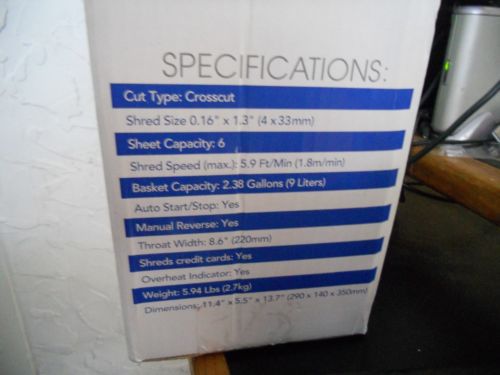 SPECIFICATIONS:
Cut Type: Crosscut
Shred Size 0.16" x 1.3" (4 x 33mm)
Sheet Capacity: 6
Shred Speed (max.): 5.9 Ft/Min (1.8m/min)
Basket Capacity: 2.38 Gallons (9 Liters)
Auto Start/Stop: Yes
Manual Reverse: Yes
Throat Width: 8.6" (220mm)
Shreds credit cards: Yes
Overheat Indicator: Yes
Weight: 5.94 Lbs (2.7kg)
Dimensions: 11.4" x 5.5" x 13.7" (290 x 140 x 350mm)